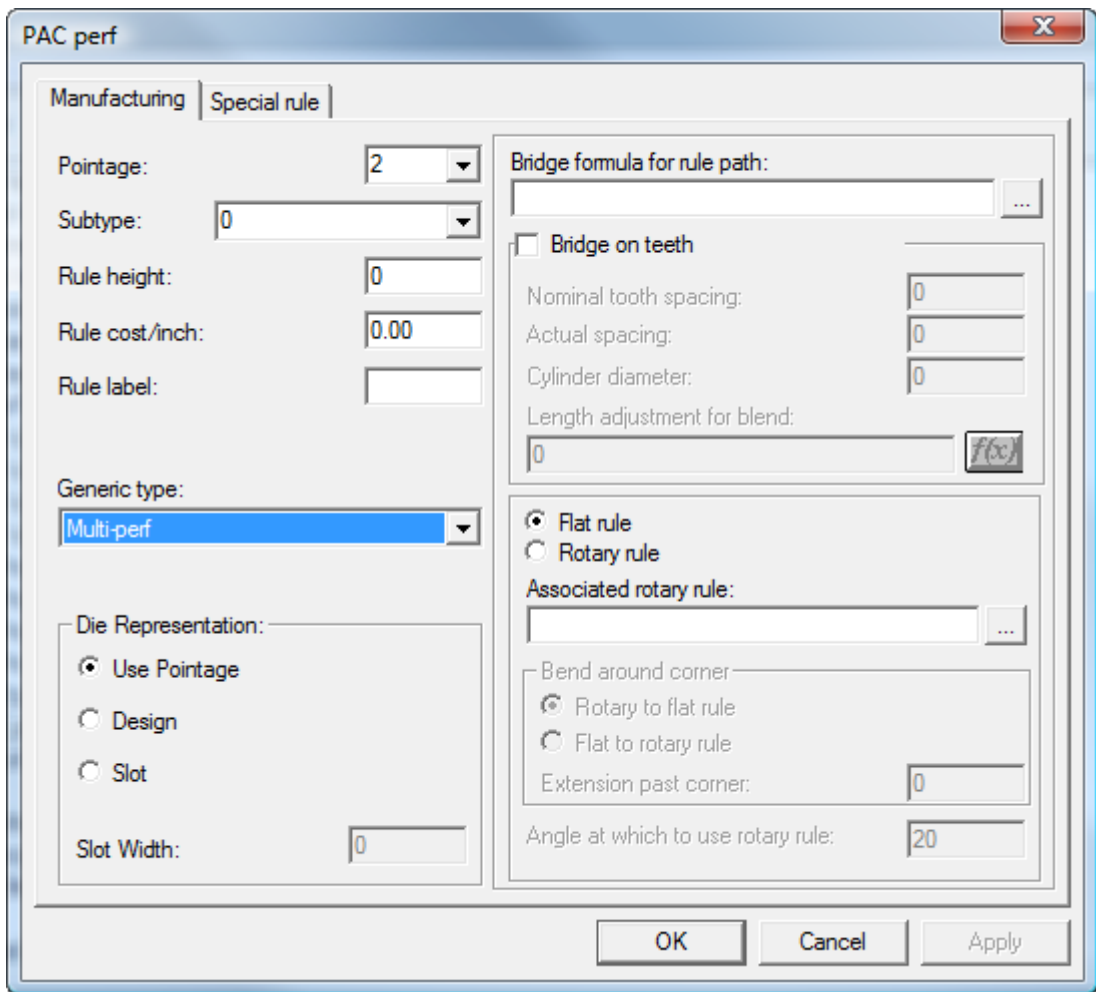 PAC perf
Manufacturing
Special rule
Pointage: 2
Subtype: 0
Rule height: 0
Rule cost/inch: 0.00
Rule label:
Generic type:
Multi-perf
Die Representation:
Use Pointage
Design
Slot
Slot Width: 0
Bridge formula for rule path:
...
Bridge on teeth
Nominal tooth spacing: 0
Actual spacing: 0
Cylinder diameter: 0
Length adjustment for blend:
0 f(x)
Flat rule
Rotary rule
Associated rotary rule:
...
Bend around corner
Rotary to flat rule
Flat to rotary rule
Extension past corner: 0
Angle at which to use rotary rule: 20
OK Cancel Apply